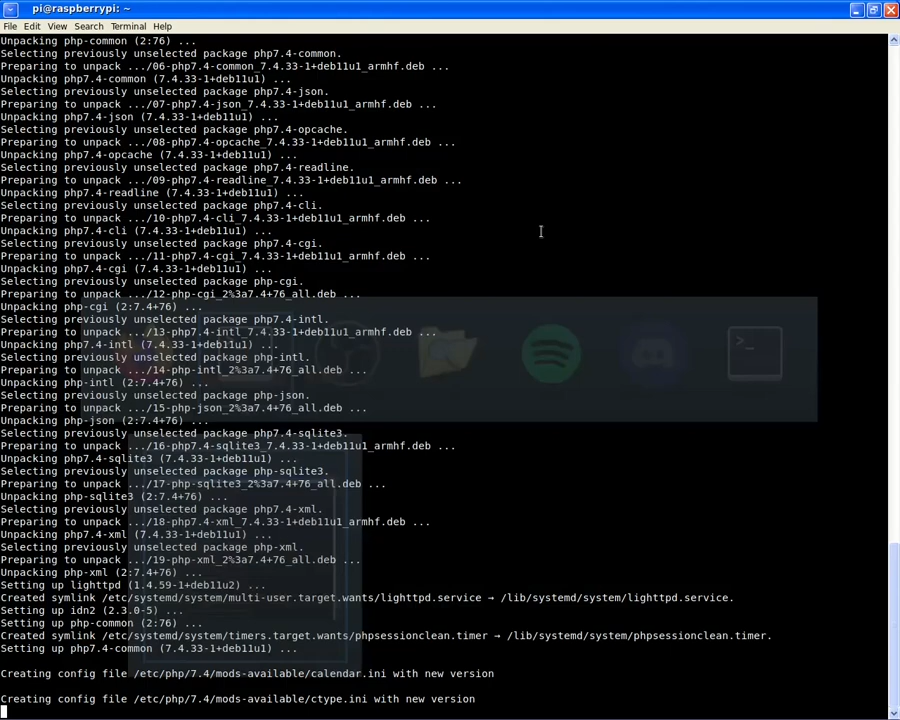 pi@raspberrypi: ~
File Edit View Search Terminal Help
Unpacking php-common (2:76) ...
Selecting previously unselected package php7.4-common.
Preparing to unpack .../06-php7.4-common_7.4.33-1+deb11u1_armhf.deb ...
Unpacking php7.4-common (7.4.33-1+deb11u1) ...
Selecting previously unselected package php7.4-json.
Preparing to unpack .../07-php7.4-json_7.4.33-1+deb11u1_armhf.deb ...
Unpacking php7.4-json (7.4.33-1+deb11u1) ...
Selecting previously unselected package php7.4-opcache.
Preparing to unpack .../08-php7.4-opcache_7.4.33-1+deb11u1_armhf.deb ...
Unpacking php7.4-opcache (7.4.33-1+deb11u1) ...
Selecting previously unselected package php7.4-readline.
Preparing to unpack .../09-php7.4-readline_7.4.33-1+deb11u1_armhf.deb ...
Unpacking php7.4-readline (7.4.33-1+deb11u1) ...
Selecting previously unselected package php7.4-cli.
Preparing to unpack .../10-php7.4-cli_7.4.33-1+deb11u1_armhf.deb ...
Unpacking php7.4-cli (7.4.33-1+deb11u1) ...
Selecting previously unselected package php7.4-cgi.
Preparing to unpack .../11-php7.4-cgi_7.4.33-1+deb11u1_armhf.deb ...
Unpacking php7.4-cgi (7.4.33-1+deb11u1) ...
Selecting previously unselected package php-cgi.
Preparing to unpack .../12-php-cgi_2%3a7.4+76_all.deb ...
Unpacking php-cgi (2:7.4+76) ...
Selecting previously unselected package php7.4-intl.
Preparing to unpack .../13-php7.4-intl_7.4.33-1+deb11u1_armhf.deb ...
Unpacking php7.4-intl (7.4.33-1+deb11u1) ...
Selecting previously unselected package php-intl.
Preparing to unpack .../14-php-intl_2%3a7.4+76_all.deb ...
Unpacking php-intl (2:7.4+76) ...
Selecting previously unselected package php-json.
Preparing to unpack .../15-php-json_2%3a7.4+76_all.deb ...
Unpacking php-json (2:7.4+76) ...
Selecting previously unselected package php7.4-sqlite3.
Preparing to unpack .../16-php7.4-sqlite3_7.4.33-1+deb11u1_armhf.deb ...
Unpacking php7.4-sqlite3 (7.4.33-1+deb11u1) ...
Selecting previously unselected package php-sqlite3.
Preparing to unpack .../17-php-sqlite3_2%3a7.4+76_all.deb ...
Unpacking php-sqlite3 (2:7.4+76) ...
Selecting previously unselected package php7.4-xml.
Preparing to unpack .../18-php7.4-xml_7.4.33-1+deb11u1_armhf.deb ...
Unpacking php7.4-xml (7.4.33-1+deb11u1) ...
Selecting previously unselected package php-xml.
Preparing to unpack .../19-php-xml_2%3a7.4+76_all.deb ...
Unpacking php-xml (2:7.4+76) ...
Setting up lighttpd (1.4.59-1+deb11u2) ...
Created symlink /etc/systemd/system/multi-user.target.wants/lighttpd.service → /lib/systemd/system/lighttpd.service.
Setting up idn2 (2.3.0-5) ...
Setting up php-common (2:76) ...
Created symlink /etc/systemd/system/timers.target.wants/phpsessionclean.timer → /lib/systemd/system/phpsessionclean.timer.
Setting up php7.4-common (7.4.33-1+deb11u1) ...
Creating config file /etc/php/7.4/mods-available/calendar.ini with new version
Creating config file /etc/php/7.4/mods-available/ctype.ini with new version